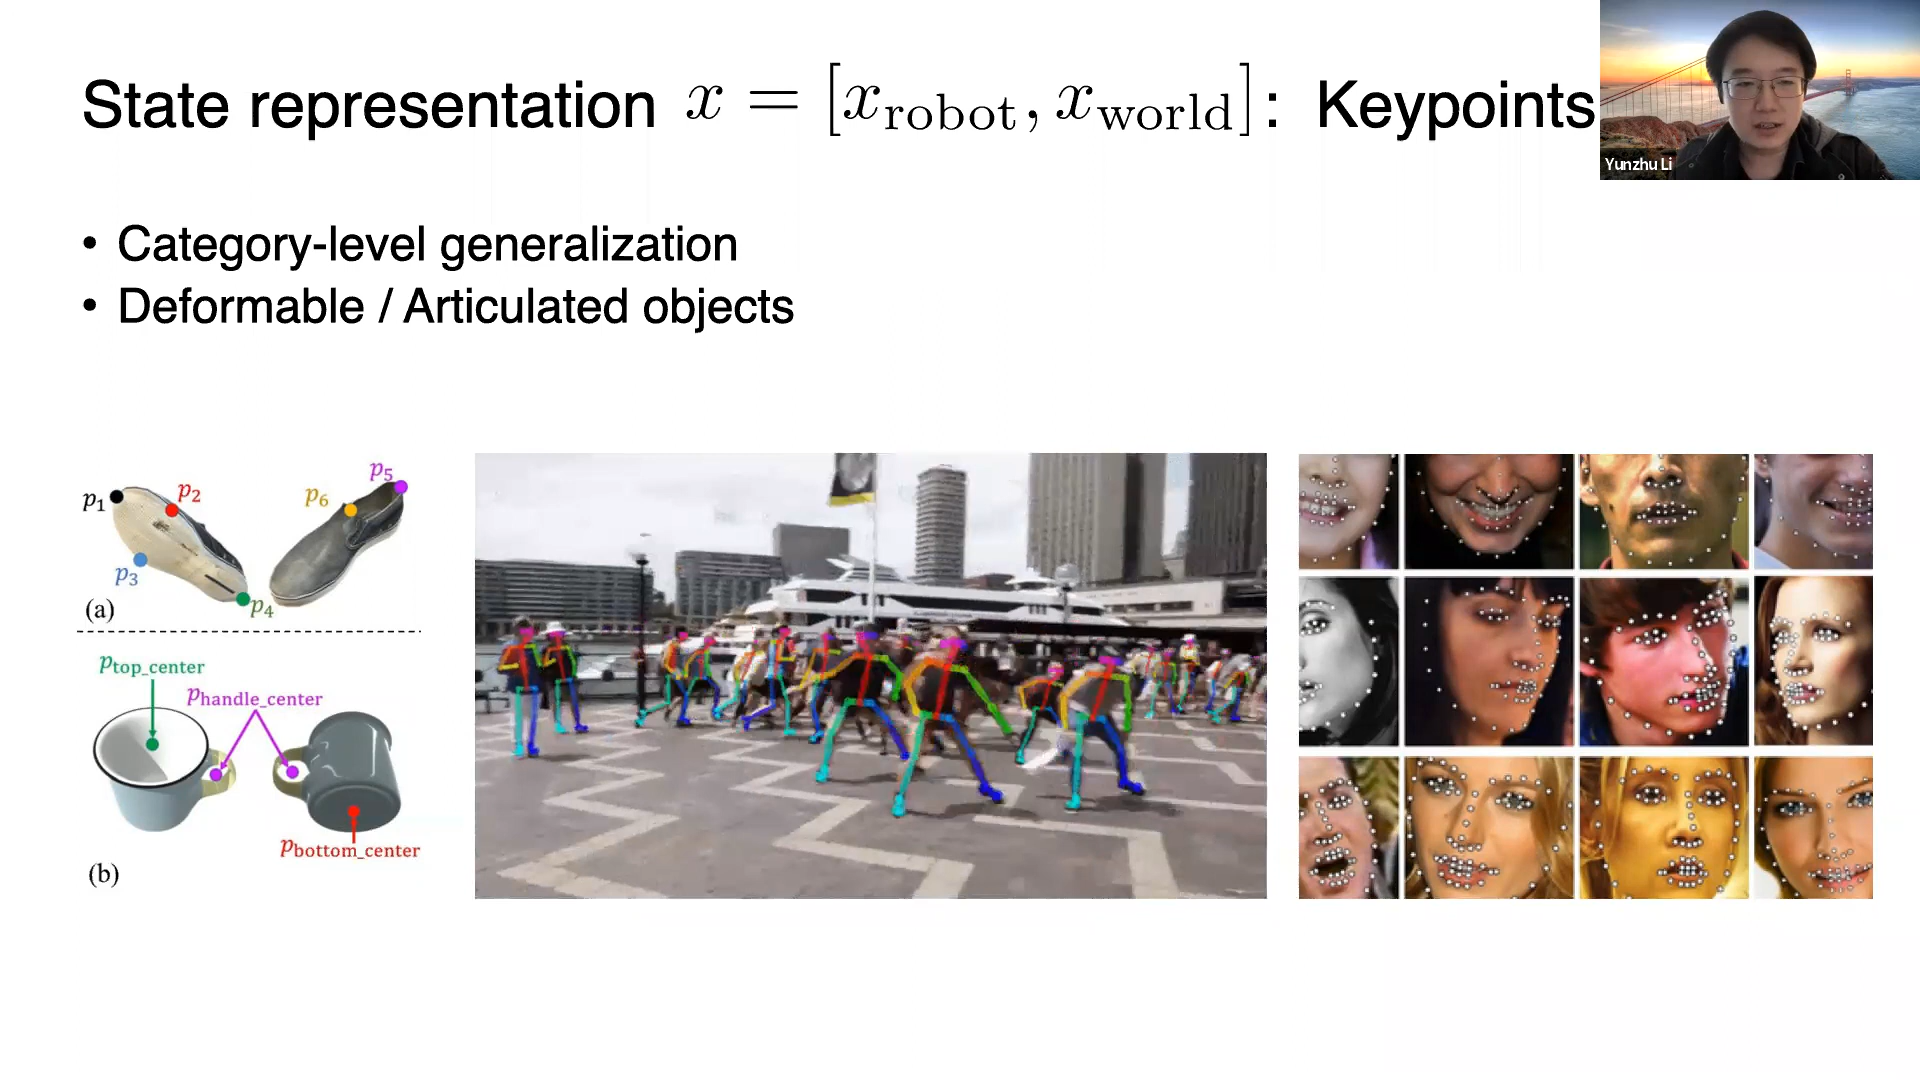 State representation x = [x_robot, x_world] : Keypoints
Yunzhu Li
• Category-level generalization
• Deformable / Articulated objects
p₁
p₂
p₃
p₄
p₅
p₆
(a)
p_top_center
p_handle_center
p_bottom_center
(b)